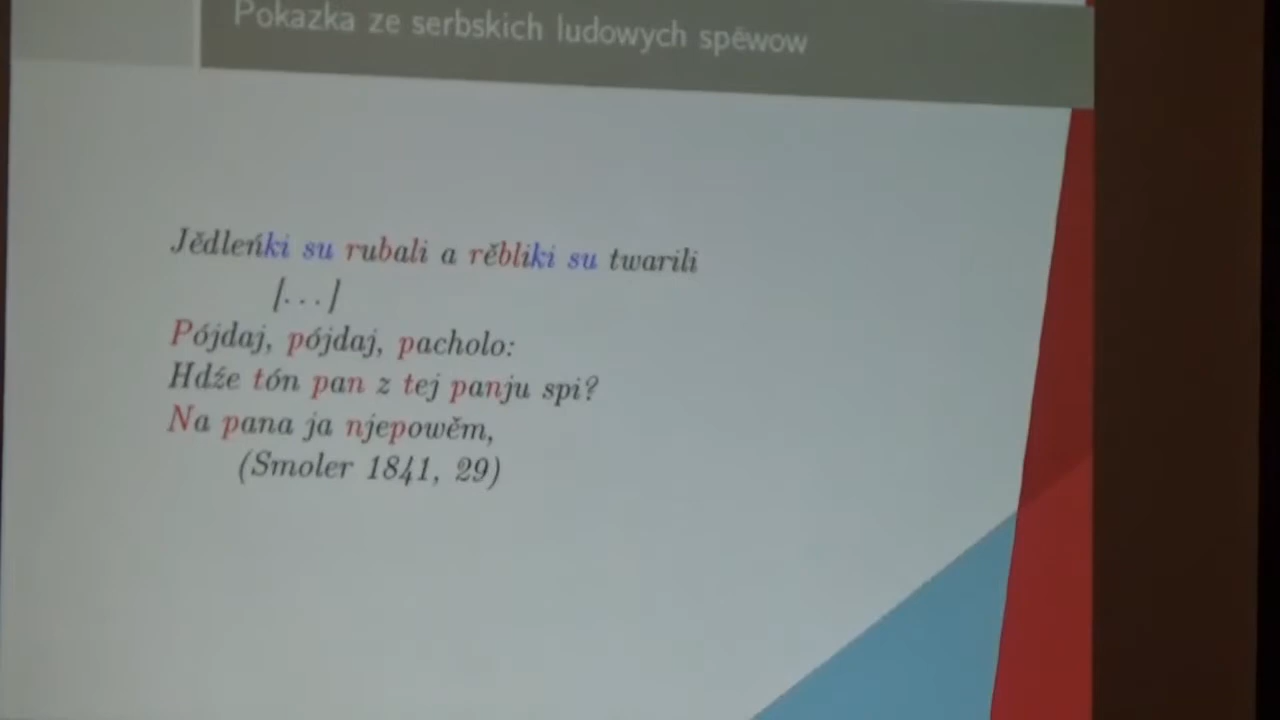 Pokazka ze serbskich ludowych spěwow
Jědleńki su rubali a rěbliki su twarili
[...]
Pójdaj, pójdaj, pacholo:
Hdźe tón pan z tej panju spi?
Na pana ja njepowěm,
(Smoler 1841, 29)